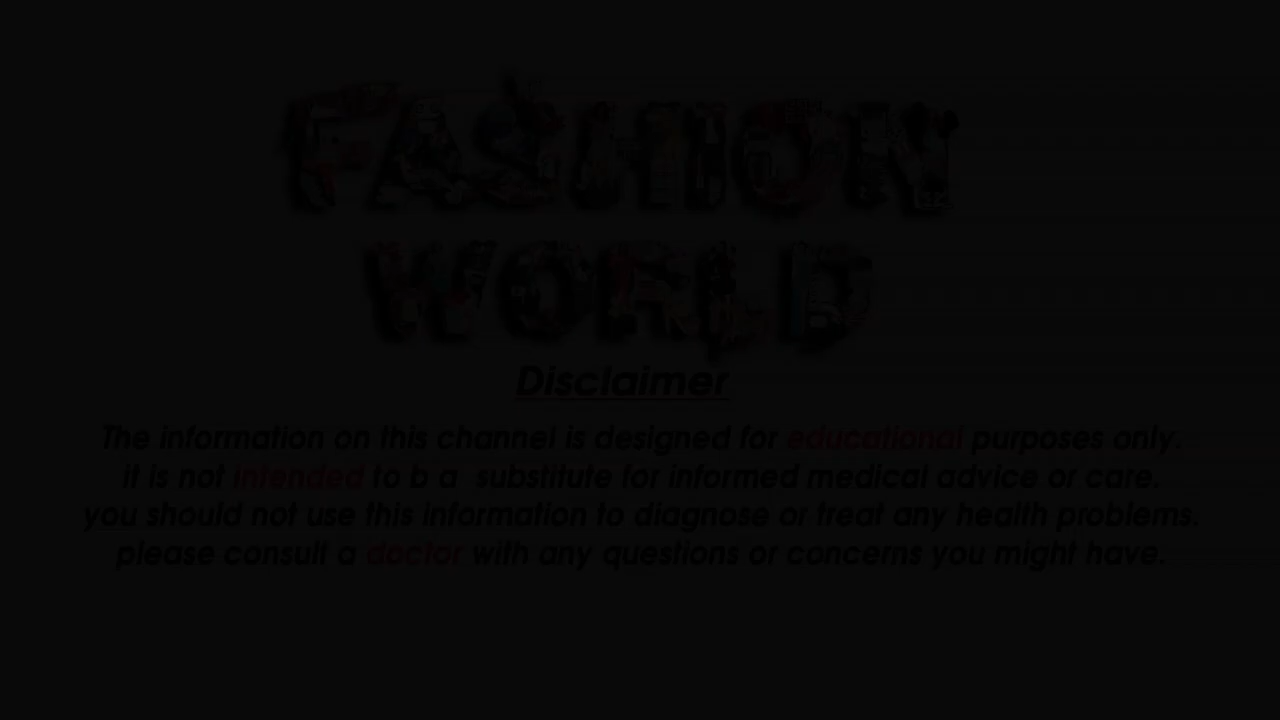 FASHION
WORLD
Disclaimer
The information on this channel is designed for educational purposes only.
it is not intended to b a substitute for informed medical advice or care.
you should not use this information to diagnose or treat any health problems.
please consult a doctor with any questions or concerns you might have.